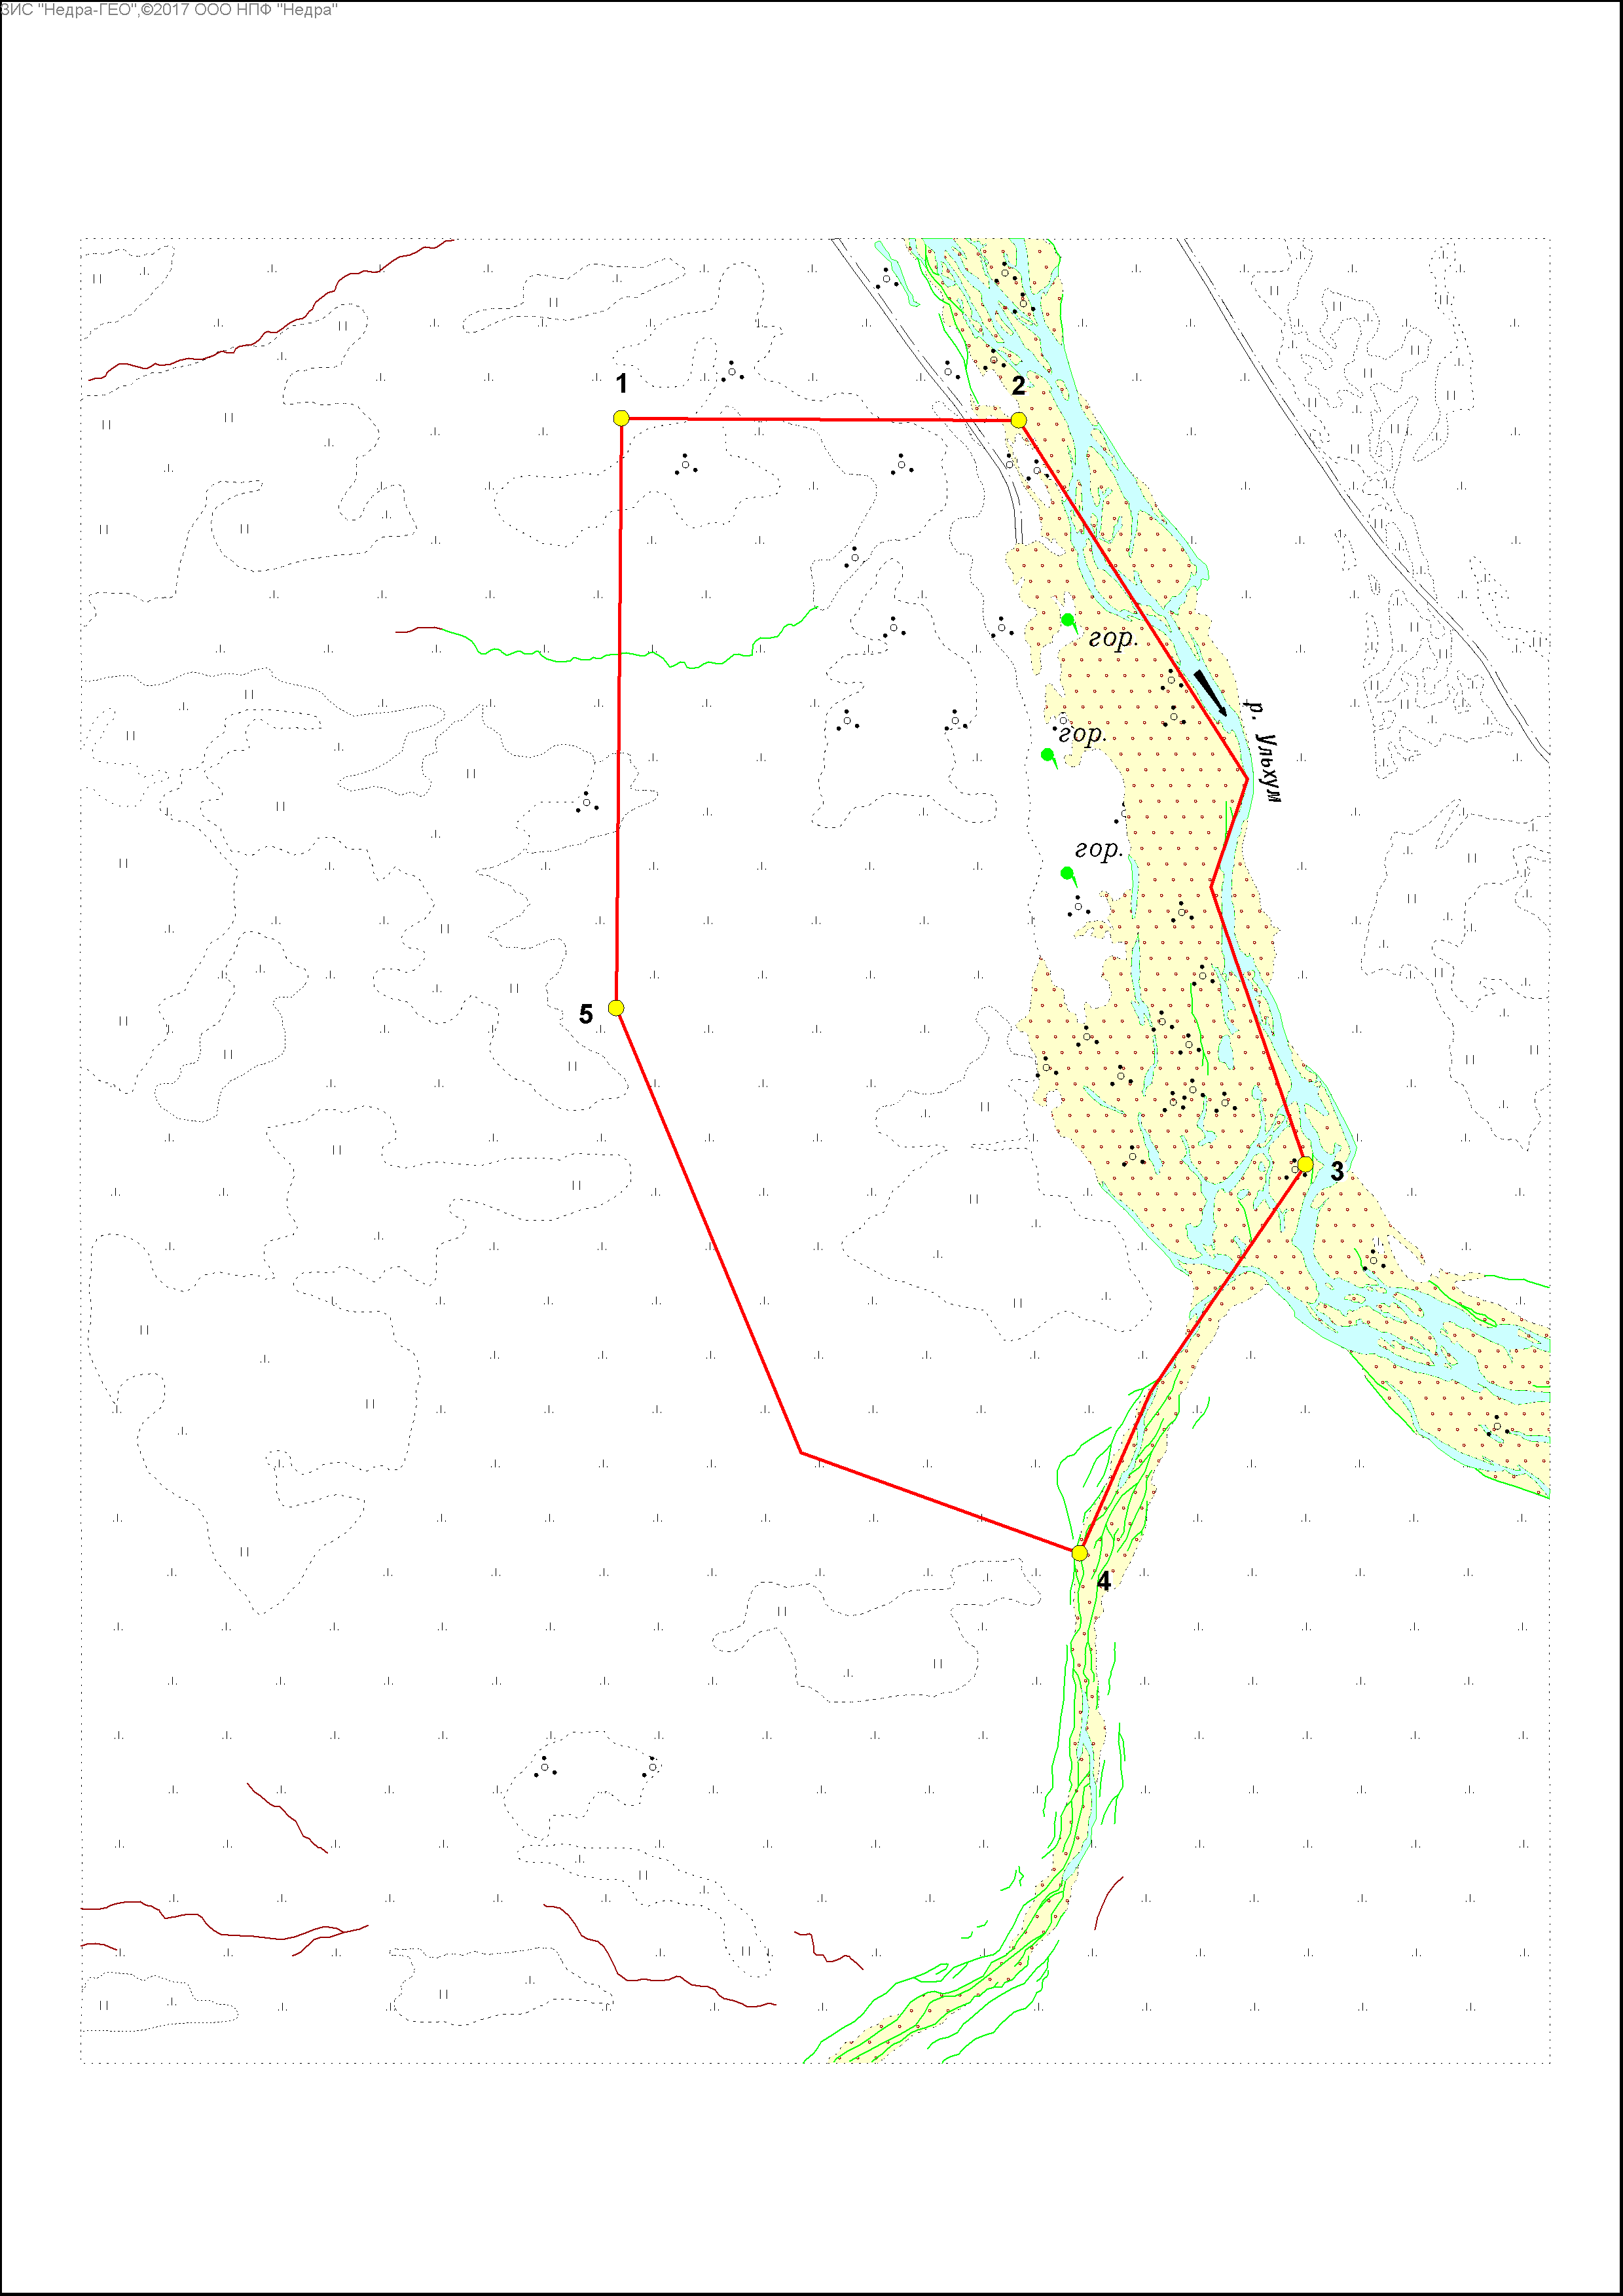 ЗИС "Недра-ГЕО",©2017 ООО НПФ "Недра"
1
2
гор.
р. Ульхум
гор.
гор.
5
3
4